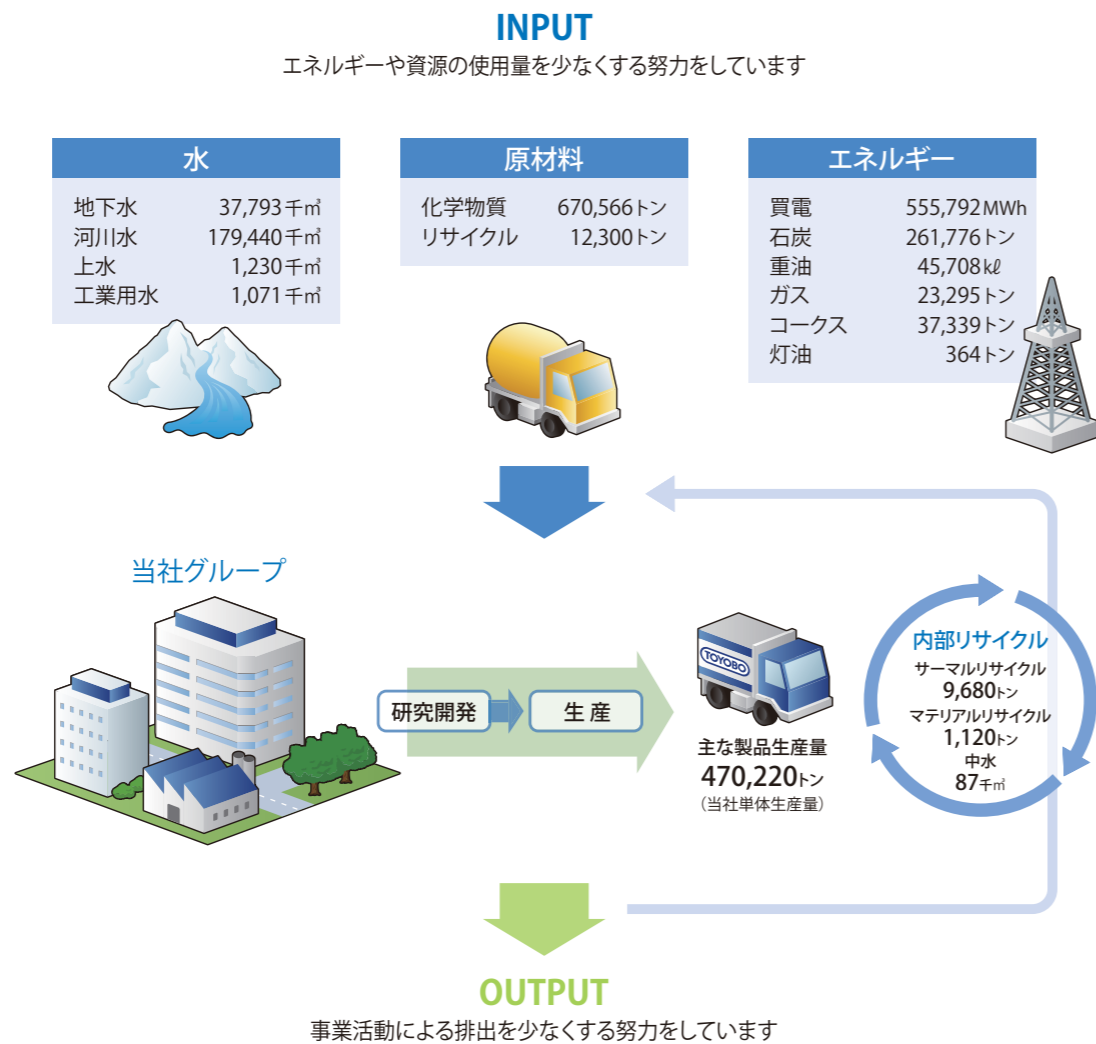 INPUT
エネルギーや資源の使用量を少なくする努力をしています
水
地下水 37,793千㎥
河川水 179,440千㎥
上水 1,230千㎥
工業用水 1,071千㎥
原材料
化学物質 670,566トン
リサイクル 12,300トン
エネルギー
買電 555,792MWh
石炭 261,776トン
重油 45,708㎘
ガス 23,295トン
コークス 37,339トン
灯油 364トン
当社グループ
研究開発
生産
TOYOBO
主な製品生産量
470,220トン
(当社単体生産量)
内部リサイクル
サーマルリサイクル
9,680トン
マテリアルリサイクル
1,120トン
中水
87千㎥
OUTPUT
事業活動による排出を少なくする努力をしています